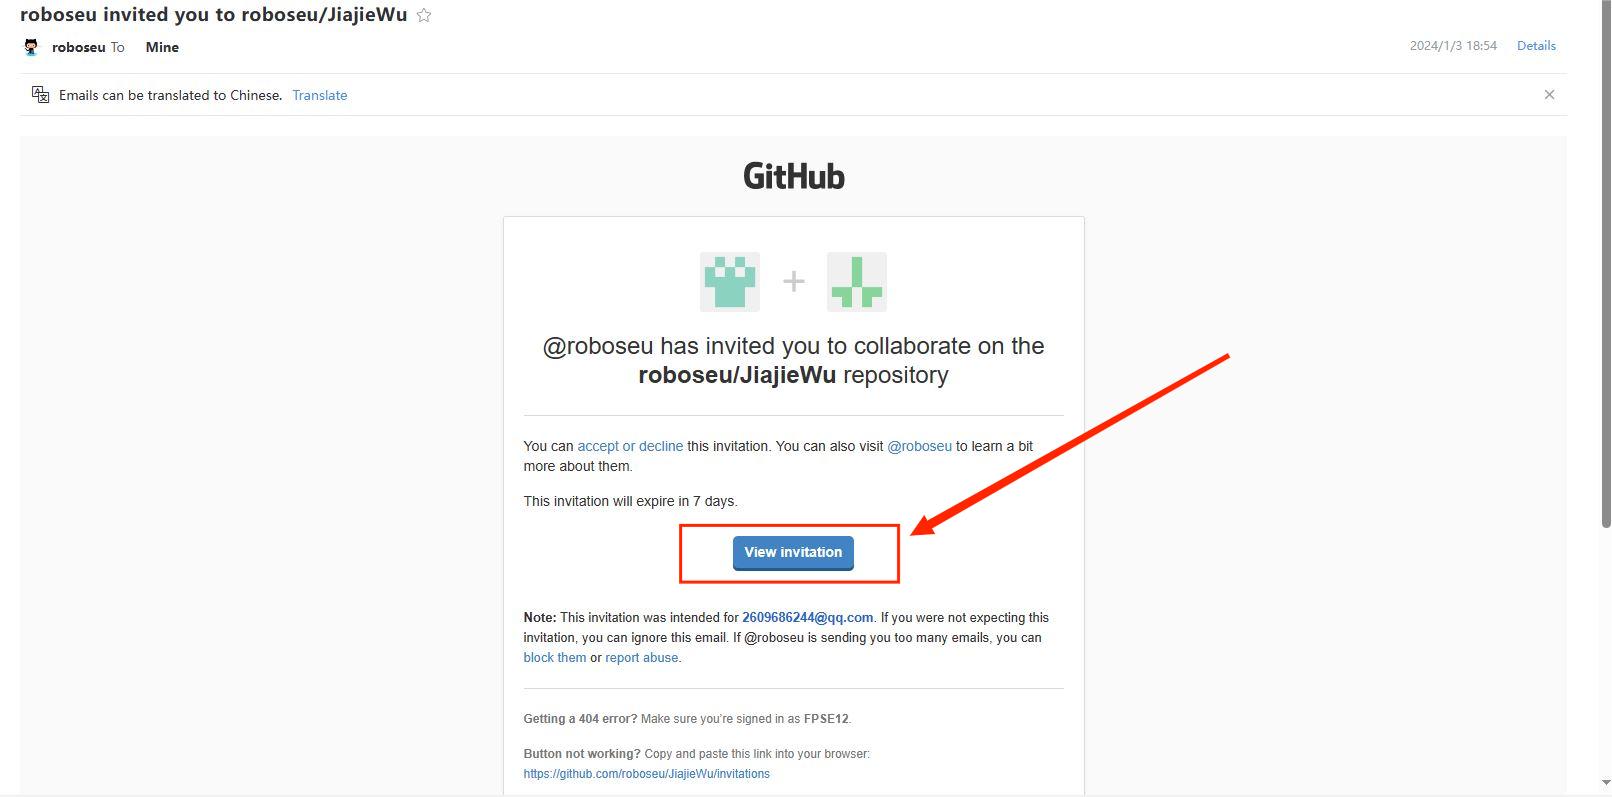 roboseu invited you to roboseu/JiajieWu
roboseu To Mine
2024/1/3 18:54 Details
Emails can be translated to Chinese. Translate
GitHub
@roboseu has invited you to collaborate on the
roboseu/JiajieWu repository
You can accept or decline this invitation. You can also visit @roboseu to learn a bit
more about them.
This invitation will expire in 7 days.
View invitation
Note: This invitation was intended for 2609686244@qq.com. If you were not expecting this
invitation, you can ignore this email. If @roboseu is sending you too many emails, you can
block them or report abuse.
Getting a 404 error? Make sure you're signed in as FPSE12.
Button not working? Copy and paste this link into your browser:
https://github.com/roboseu/JiajieWu/invitations